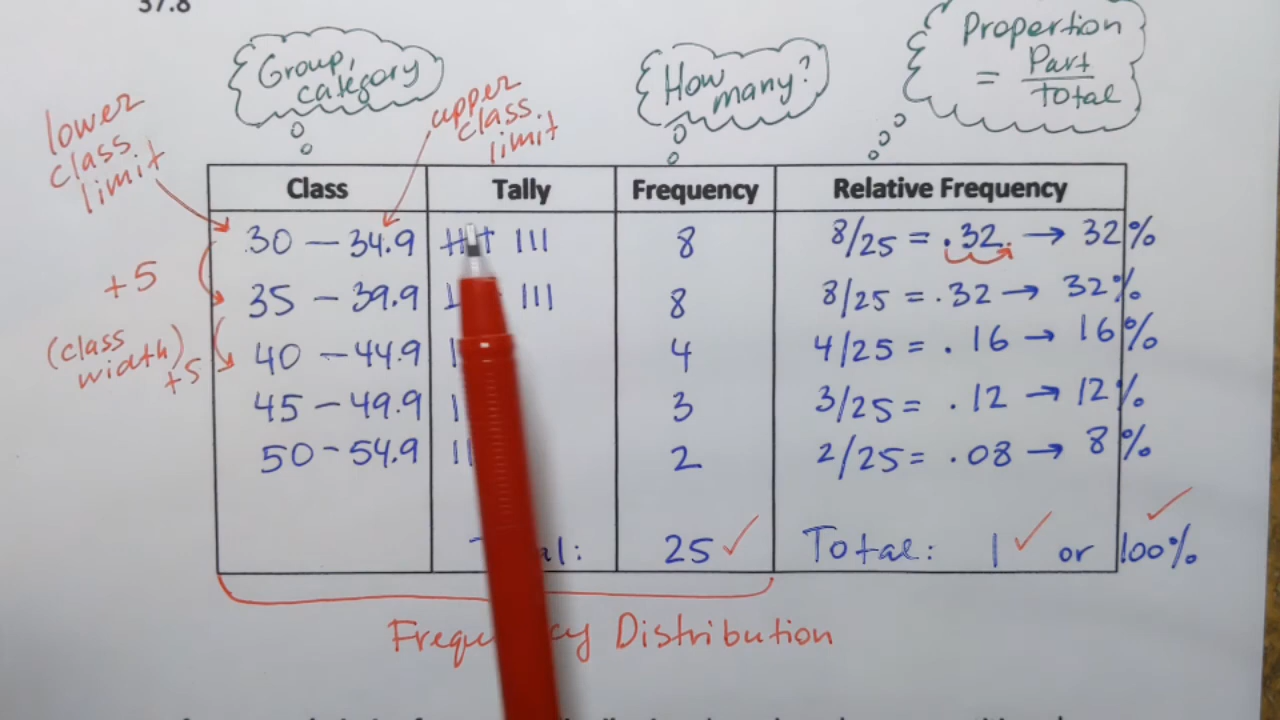 37.8
Group,
category
How
many?
Proportion
= Part
Total
lower
class
limit
upper
class
limit
Class Tally Frequency Relative Frequency
30 – 34.9 8 8/25 = .32. → 32%
35 – 39.9 8 8/25 = .32 → 32%
40 – 44.9 4 4/25 = .16 → 16%
45 – 49.9 3 3/25 = .12 → 12%
50 – 54.9 2 2/25 = .08 → 8%
25 Total: 1 or 100%
+5
(class
width)
+5
Distribution